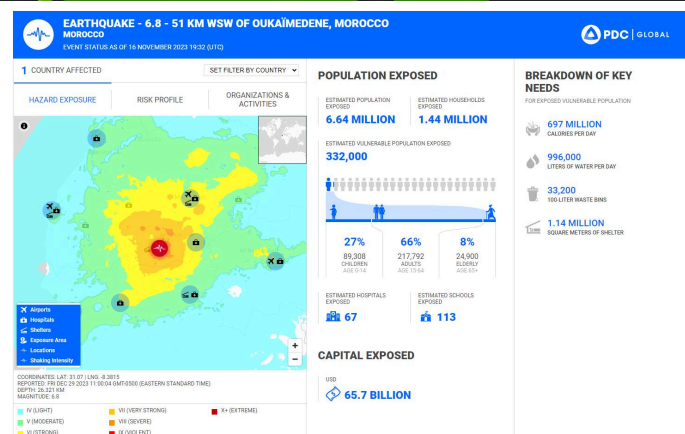 EARTHQUAKE - 6.8 - 51 KM WSW OF OUKAÏMEDENE, MOROCCO
MOROCCO
EVENT STATUS AS OF 16 NOVEMBER 2023 19:32 (UTC)
PDC | GLOBAL
1 COUNTRY AFFECTED
SET FILTER BY COUNTRY
HAZARD EXPOSURE
RISK PROFILE
ORGANIZATIONS &
ACTIVITIES
Airports
Hospitals
Shelters
Exposure Area
Locations
Shaking Intensity
+
−
COORDINATES: LAT: 31.07 | LNG: -8.3815
REPORTED: FRI DEC 29 2023 11:00:04 GMT-0500 (EASTERN STANDARD TIME)
DEPTH: 26.321 KM
MAGNITUDE: 6.8
IV (LIGHT)
VII (VERY STRONG)
X+ (EXTREME)
V (MODERATE)
VIII (SEVERE)
VI (STRONG)
IX (VIOLENT)
POPULATION EXPOSED
ESTIMATED POPULATION
EXPOSED
6.64 MILLION
ESTIMATED HOUSEHOLDS
EXPOSED
1.44 MILLION
ESTIMATED VULNERABLE POPULATION EXPOSED
332,000
27%
89,308
CHILDREN
AGE 0-14
66%
217,792
ADULTS
AGE 15-64
8%
24,900
ELDERLY
AGE 65+
ESTIMATED HOSPITALS
EXPOSED
67
ESTIMATED SCHOOLS
EXPOSED
113
CAPITAL EXPOSED
USD
65.7 BILLION
BREAKDOWN OF KEY
NEEDS
FOR EXPOSED VULNERABLE POPULATION
697 MILLION
CALORIES PER DAY
996,000
LITERS OF WATER PER DAY
33,200
100-LITER WASTE BINS
1.14 MILLION
SQUARE METERS OF SHELTER